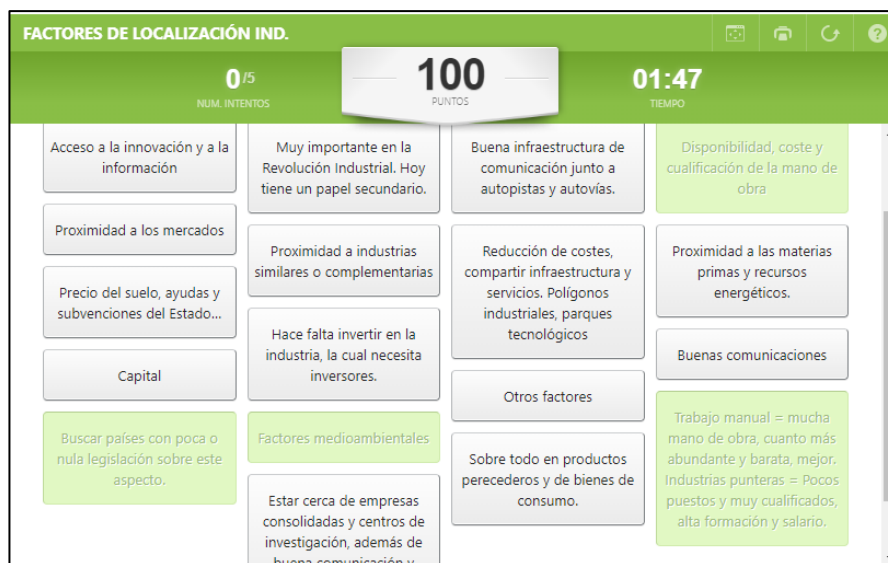 FACTORES DE LOCALIZACIÓN IND.
0/5
NUM. INTENTOS
100
PUNTOS
01:47
TIEMPO
Acceso a la innovación y a la
información
Proximidad a los mercados
Precio del suelo, ayudas y
subvenciones del Estado...
Capital
Buscar países con poca o
nula legislación sobre este
aspecto.
Muy importante en la
Revolución Industrial. Hoy
tiene un papel secundario.
Proximidad a industrias
similares o complementarias
Hace falta invertir en la
industria, la cual necesita
inversores.
Factores medioambientales
Estar cerca de empresas
consolidadas y centros de
investigación, además de
buena comunicación y
Buena infraestructura de
comunicación junto a
autopistas y autovías.
Reducción de costes,
compartir infraestructura y
servicios. Polígonos
industriales, parques
tecnológicos
Otros factores
Sobre todo en productos
perecederos y de bienes de
consumo.
Disponibilidad, coste y
cualificación de la mano de
obra
Proximidad a las materias
primas y recursos
energéticos.
Buenas comunicaciones
Trabajo manual = mucha
mano de obra, cuanto más
abundante y barata, mejor.
Industrias punteras = Pocos
puestos y muy cualificados,
alta formación y salario.